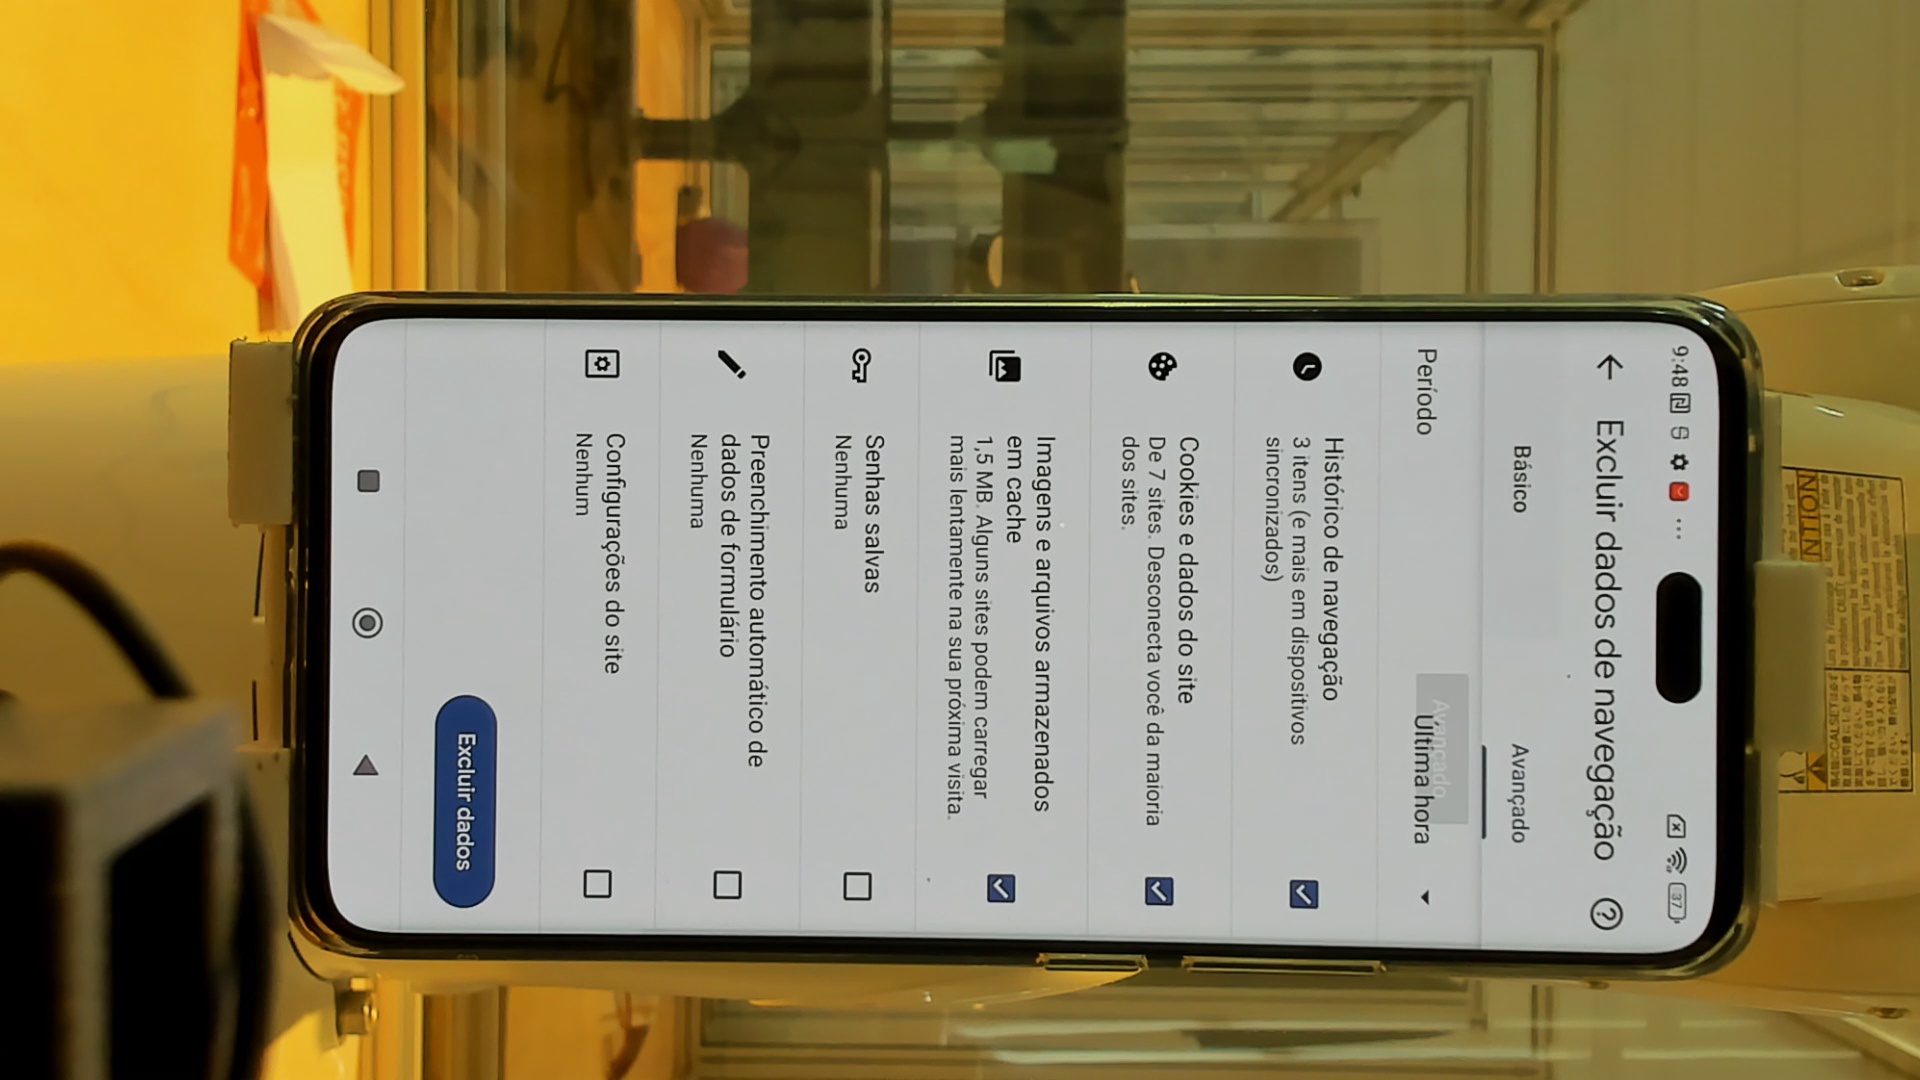 9:48
37
Excluir dados de navegação
Básico
Avançado
Avançado
Período
Última hora
Histórico de navegação
3 itens (e mais em dispositivos
sincronizados)
Cookies e dados do site
De 7 sites. Desconecta você da maioria
dos sites.
Imagens e arquivos armazenados
em cache
1,5 MB. Alguns sites podem carregar
mais lentamente na sua próxima visita.
Senhas salvas
Nenhuma
Preenchimento automático de
dados de formulário
Nenhuma
Configurações do site
Nenhum
Excluir dados